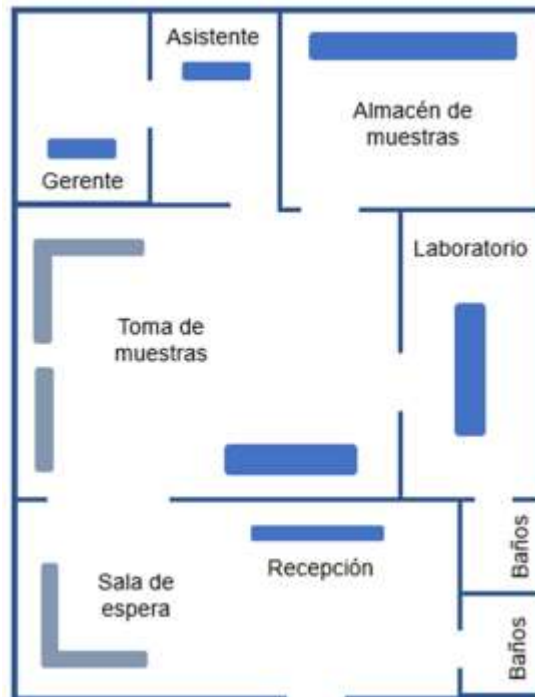 Asistente
Almacén de
muestras
Gerente
Laboratorio
Toma de
muestras
Baños
Recepción
Sala de
espera
Baños